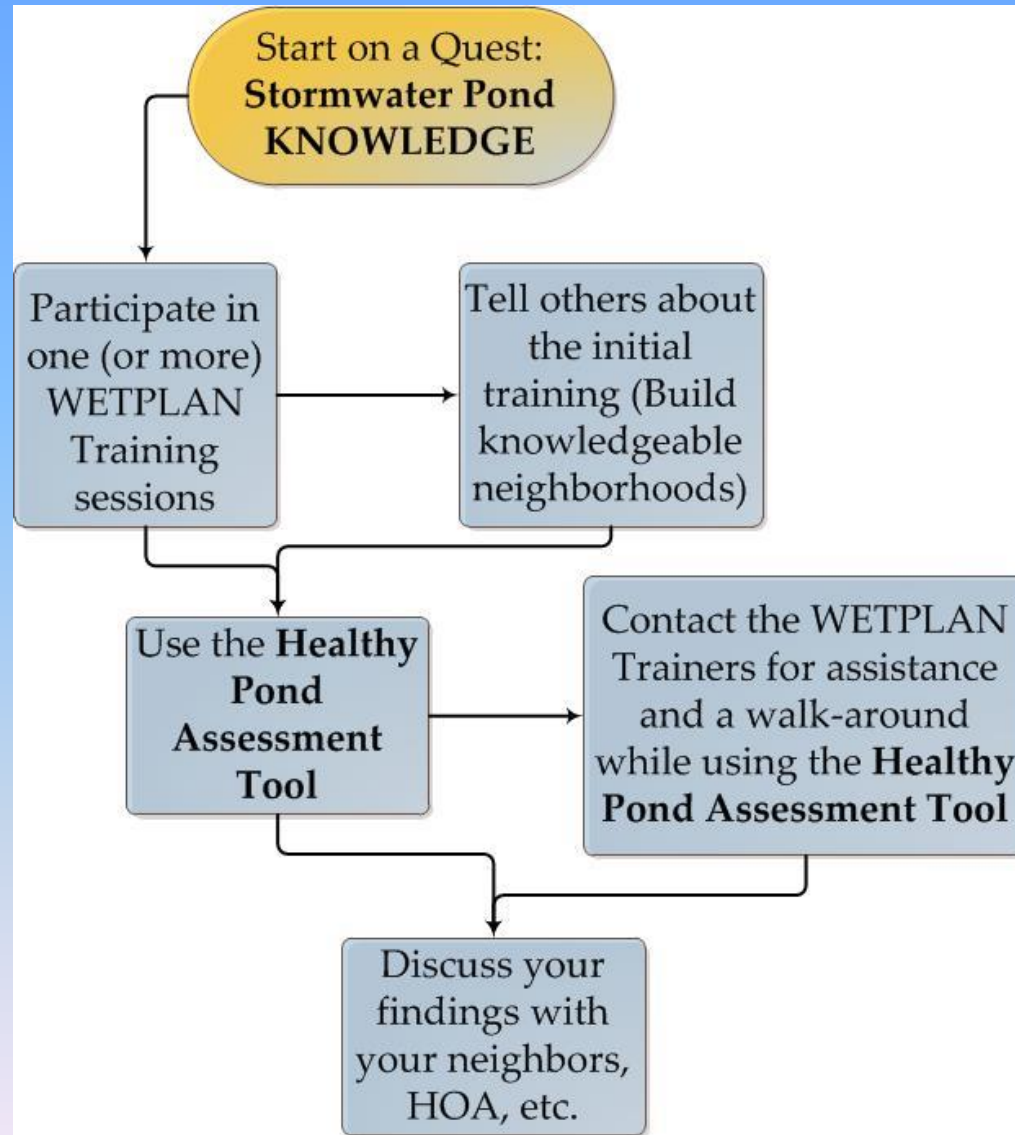 Start on a Quest:
Stormwater Pond
KNOWLEDGE
Participate in
one (or more)
WETPLAN
Training
sessions
Tell others about
the initial
training (Build
knowledgeable
neighborhoods)
Use the Healthy
Pond
Assessment
Tool
Contact the WETPLAN
Trainers for assistance
and a walk-around
while using the Healthy
Pond Assessment Tool
Discuss your
findings with
your neighbors,
HOA, etc.